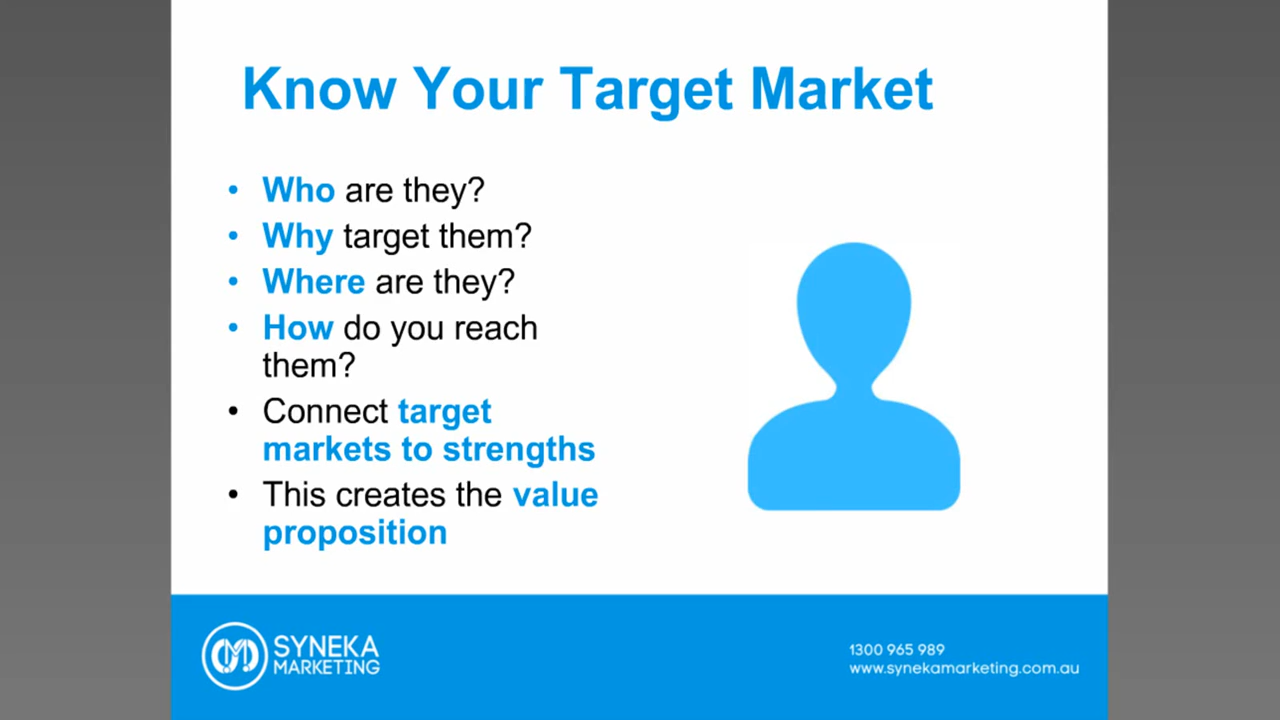 Know Your Target Market
• Who are they?
• Why target them?
• Where are they?
• How do you reach
them?
• Connect target
markets to strengths
• This creates the value
proposition
SYNEKA
MARKETING
1300 965 989
www.synekamarketing.com.au